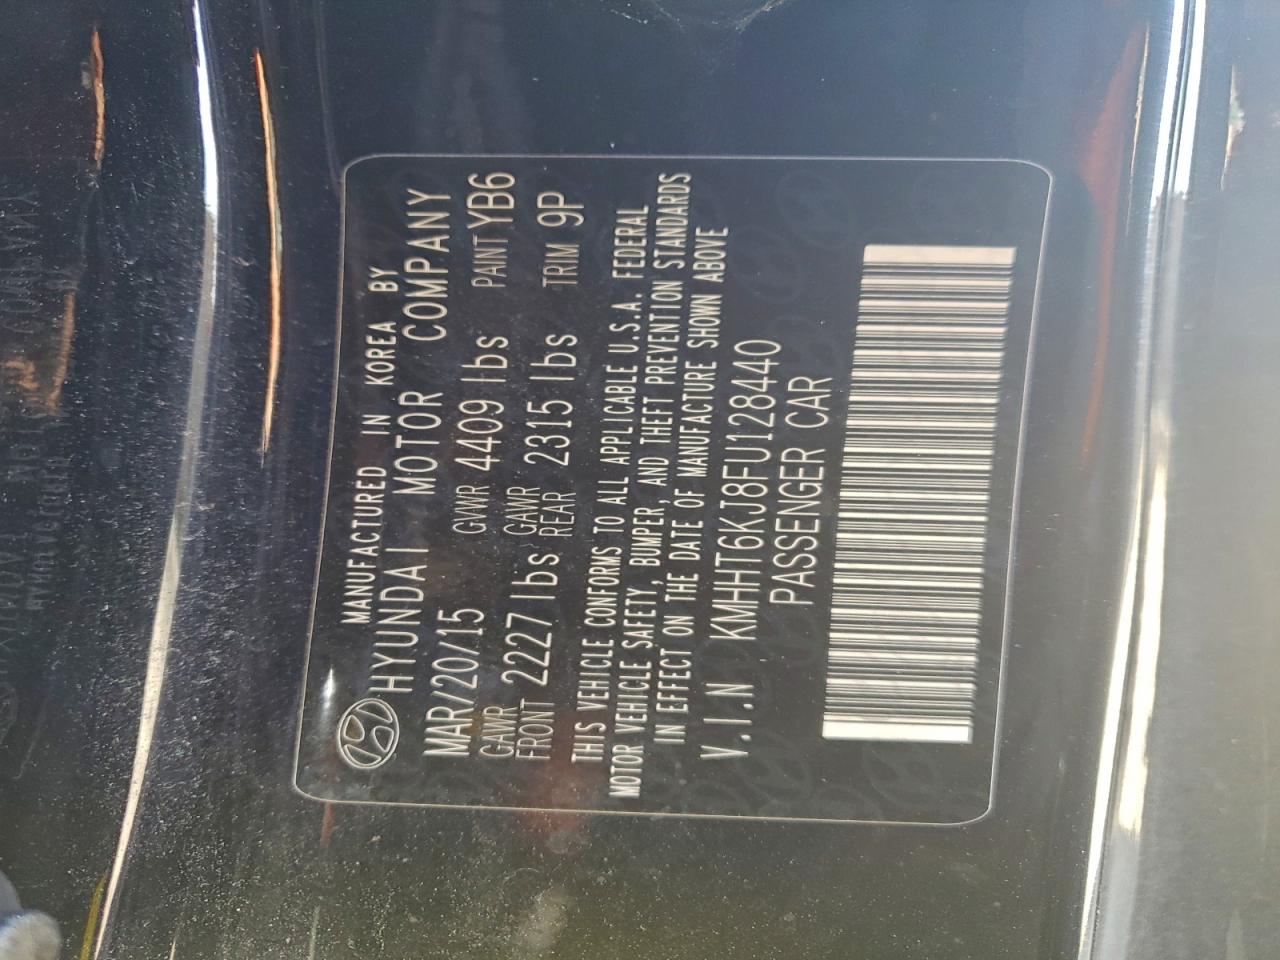 MANUFACTURED IN KOREA BY
HYUNDAI MOTOR COMPANY
MAR/20/15 GVWR 4409 lbs PAINT YB6
GAWR FRONT 2227 lbs GAWR REAR 2315 lbs TRIM 9P
THIS VEHICLE CONFORMS TO ALL APPLICABLE U.S.A. FEDERAL
MOTOR VEHICLE SAFETY, BUMPER, AND THEFT PREVENTION STANDARDS
IN EFFECT ON THE DATE OF MANUFACTURE SHOWN ABOVE
V.I.N KMHHT6KJ8FU128440
PASSENGER CAR